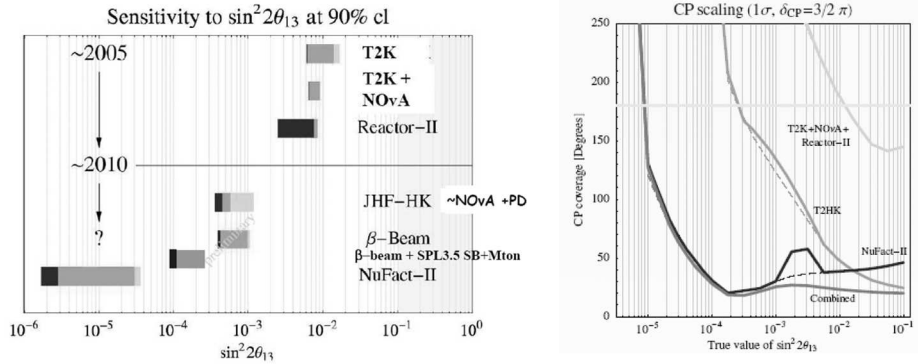 Sensitivity to sin²2θ₁₃ at 90% cl
~2005
T2K
T2K +
NOvA
Reactor−II
~2010
JHF−HK ~NOvA +PD
?
β−Beam
preliminary
β-beam + SPL3.5 SB+Mton
NuFact−II
10⁻⁶ 10⁻⁵ 10⁻⁴ 10⁻³ 10⁻² 10⁻¹ 10⁰
sin²2θ₁₃
CP scaling (1σ, δCP=3/2 π)
CP coverage [Degrees]
250
200
150
100
50
0
T2K+NOvA+
Reactor−II
T2HK
NuFact−II
Combined
10⁻⁵ 10⁻⁴ 10⁻³ 10⁻² 10⁻¹
True value of sin²2θ₁₃